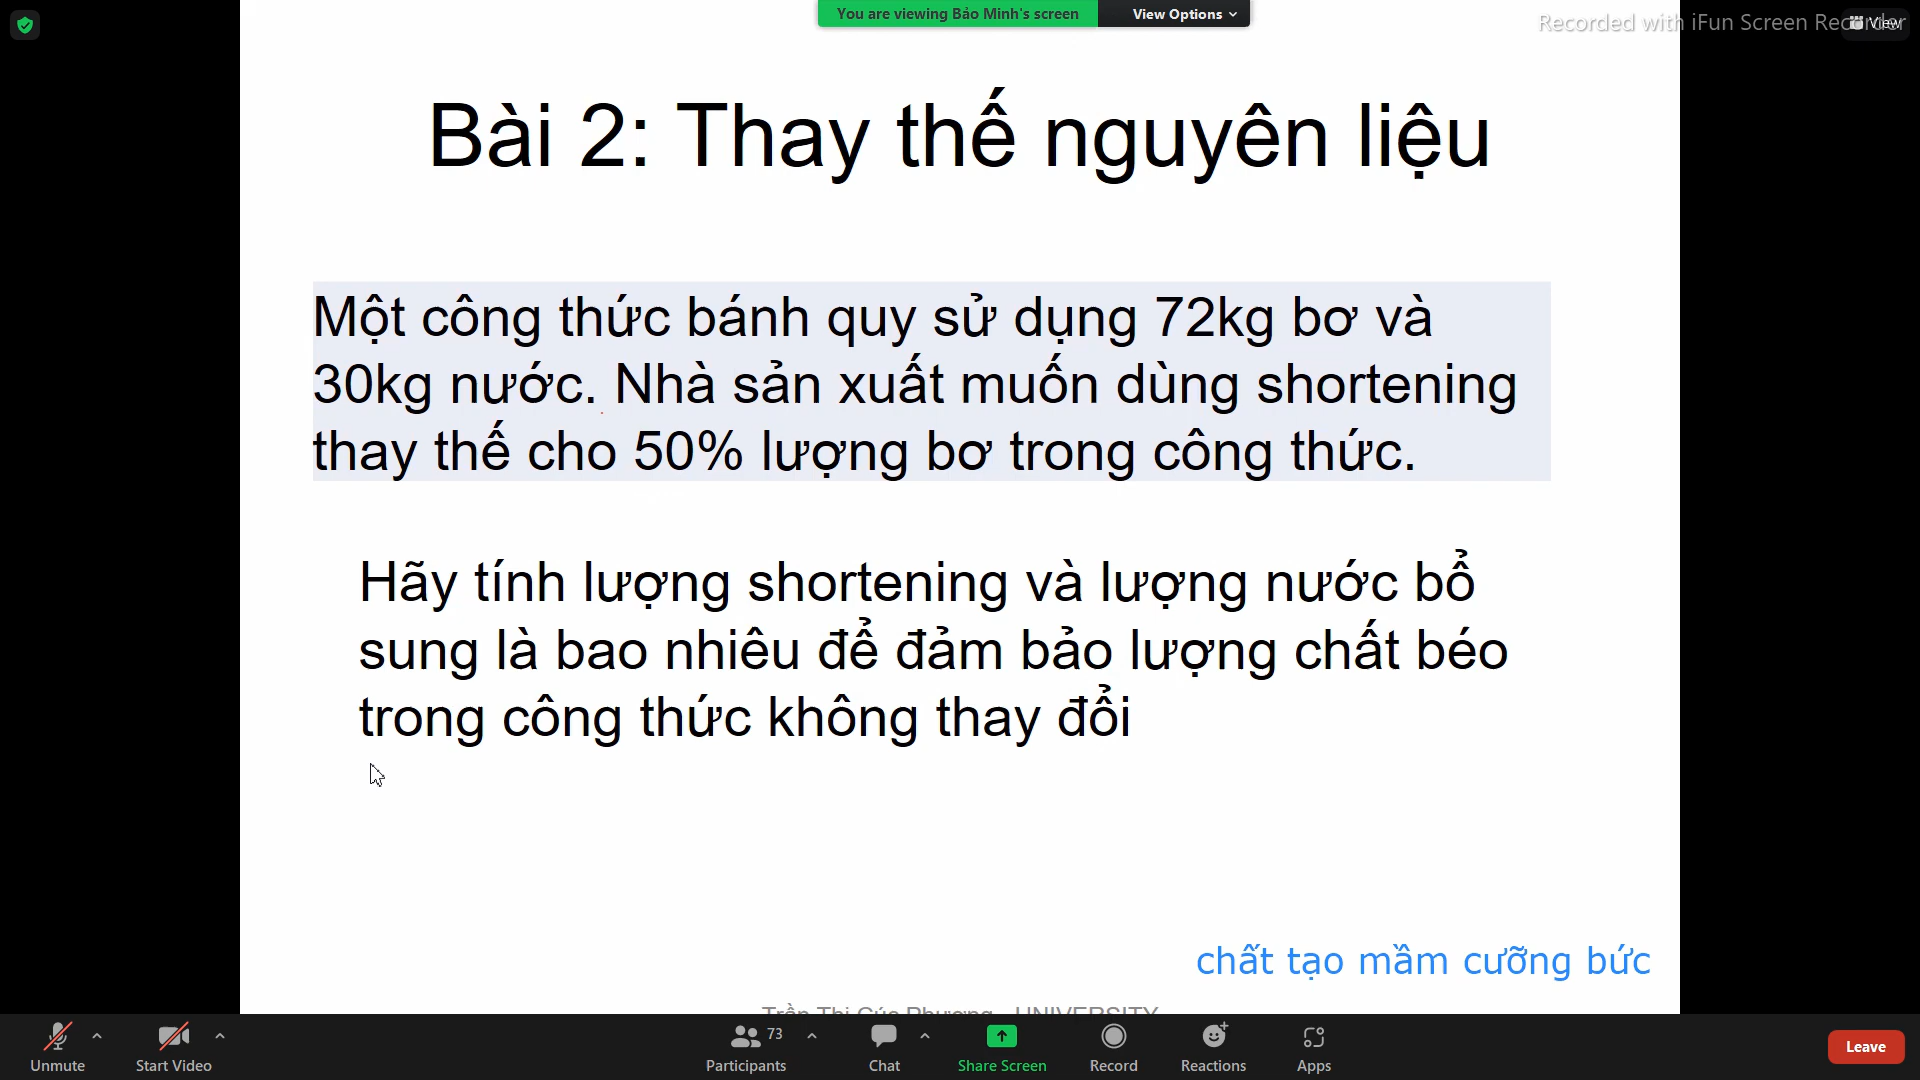 You are viewing Bảo Minh's screen
View Options
Recorded with iFun Screen Recorder
View
Bài 2: Thay thế nguyên liệu
Một công thức bánh quy sử dụng 72kg bơ và
30kg nước. Nhà sản xuất muốn dùng shortening
thay thế cho 50% lượng bơ trong công thức.
Hãy tính lượng shortening và lượng nước bổ
sung là bao nhiêu để đảm bảo lượng chất béo
trong công thức không thay đổi
chất tạo mầm cưỡng bức
Trần Thị Cúc Phương - UNIVERSITY
Unmute
Start Video
73
Participants
Chat
Share Screen
Record
Reactions
Apps
Leave